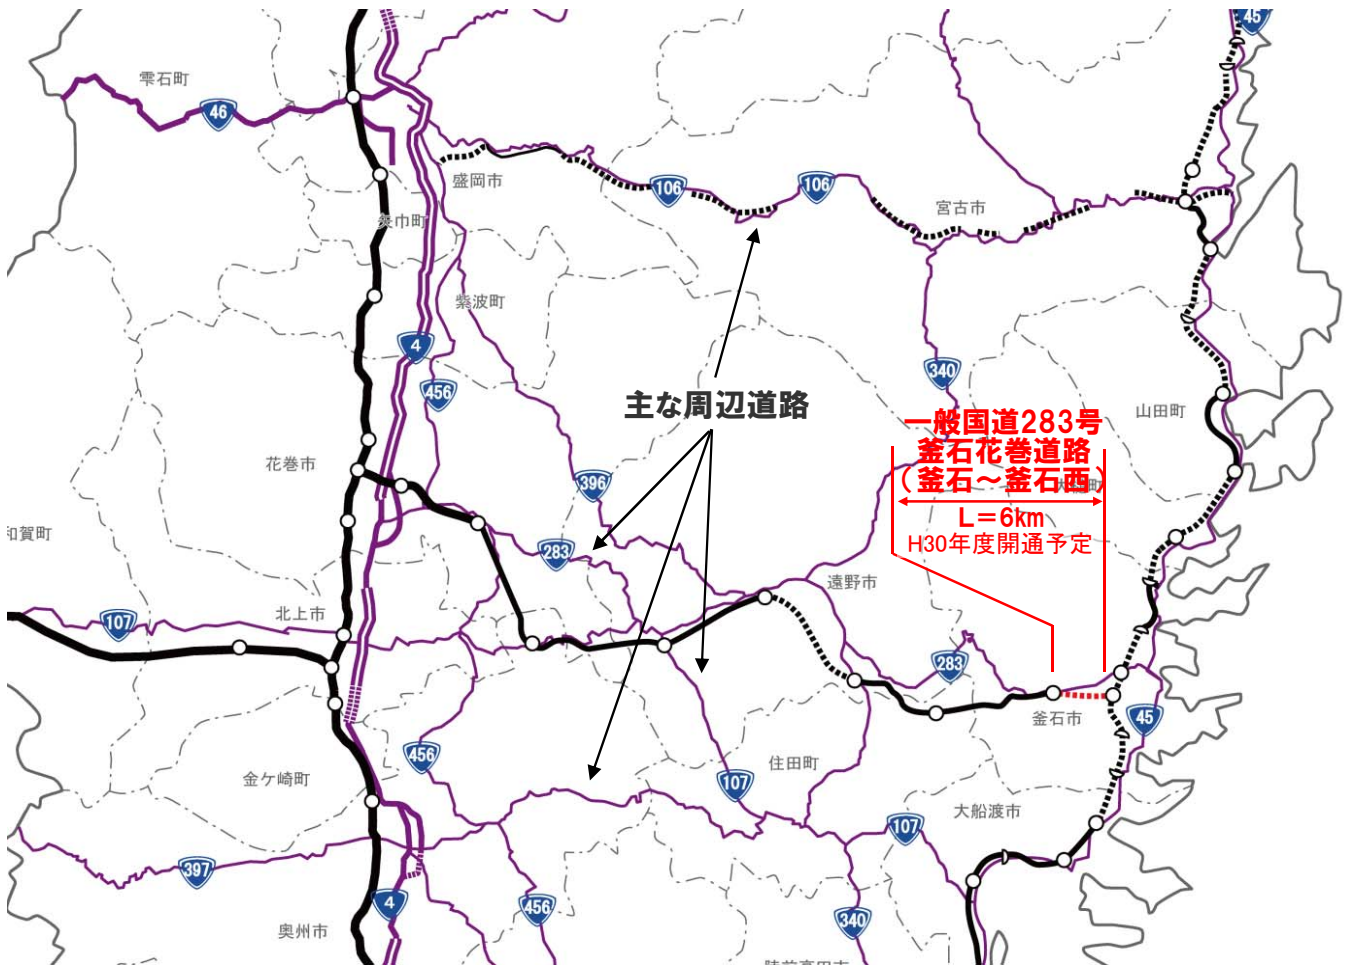 45
雫石町
46
盛岡市
106
106
宮古市
矢巾町
紫波町
4
456
340
主な周辺道路
山田町
一般国道283号
釜石花巻道路
(釜石～釜石西)
L=6km
H30年度開通予定
花巻市
396
和賀町
283
遠野市
北上市
107
283
釜石市
45
456
金ケ崎町
107
住田町
大船渡市
107
397
4
456
340
奥州市